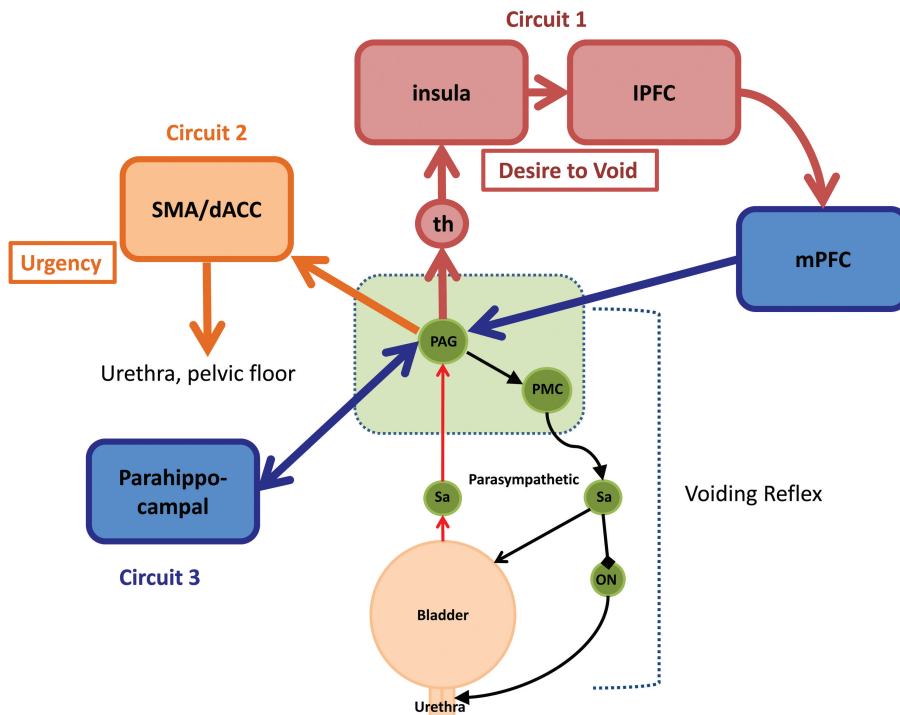 Circuit 1
insula
lPFC
Circuit 2
Desire to Void
SMA/dACC
th
Urgency
mPFC
PAG
Urethra, pelvic floor
PMC
Parahippo-
campal
Parasympathetic
Sa
Sa
Voiding Reflex
Circuit 3
ON
Bladder
Urethra